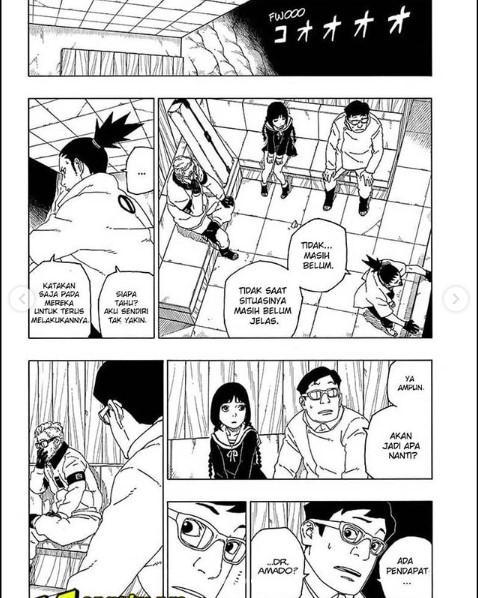 FWOOO
コオオオオ
...
KATAKAN
SAJA PADA
MEREKA
UNTUK TERUS
MELAKUKANNYA.
SIAPA
TAHU?
AKU SENDIRI
TAK YAKIN.
TIDAK...
MASIH
BELUM.
TIDAK SAAT
SITUASINYA
MASIH BELUM
JELAS.
YA
AMPUN.
AKAN
JADI APA
NANTI?
ADA
PENDAPAT
...
...DR.
AMADO?